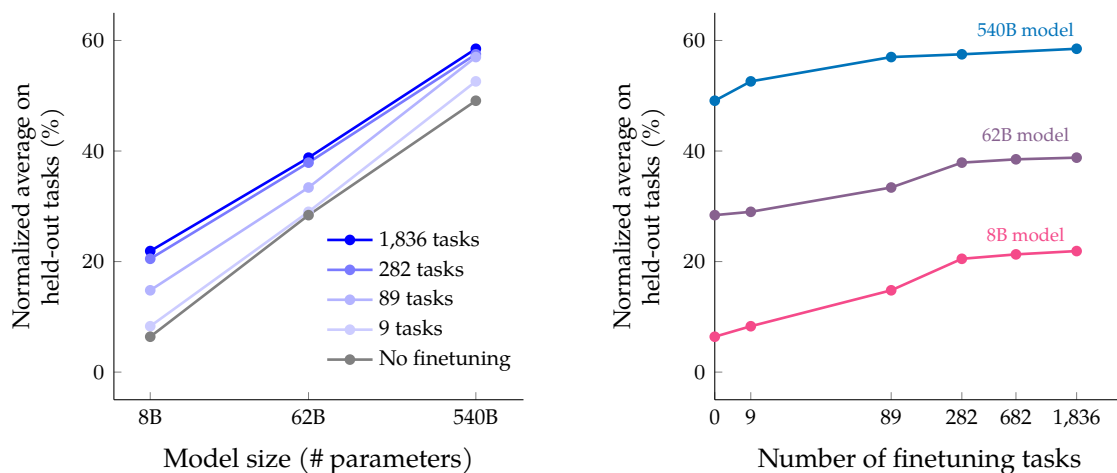 Normalized average on
held-out tasks (%)
60
40
20
0
1,836 tasks
282 tasks
89 tasks
9 tasks
No finetuning
8B
62B
540B
Model size (# parameters)
Normalized average on
held-out tasks (%)
60
40
20
0
540B model
62B model
8B model
0
9
89
282
682
1,836
Number of finetuning tasks